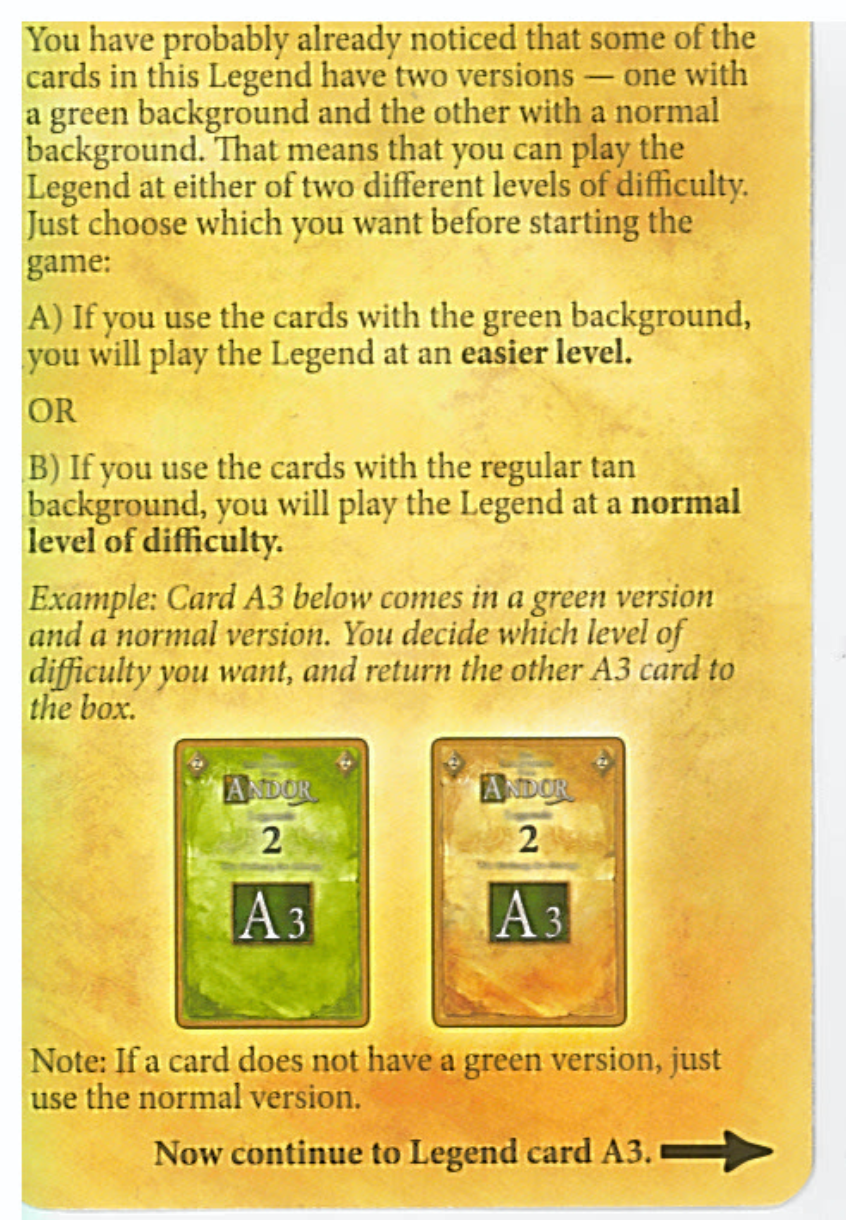 You have probably already noticed that some of the
cards in this Legend have two versions — one with
a green background and the other with a normal
background. That means that you can play the
Legend at either of two different levels of difficulty.
Just choose which you want before starting the
game:
A) If you use the cards with the green background,
you will play the Legend at an easier level.
OR
B) If you use the cards with the regular tan
background, you will play the Legend at a normal
level of difficulty.
Example: Card A3 below comes in a green version
and a normal version. You decide which level of
difficulty you want, and return the other A3 card to
the box.
2 2
ANDOR
2
A 3
2 2
ANDOR
2
A 3
Note: If a card does not have a green version, just
use the normal version.
Now continue to Legend card A3.